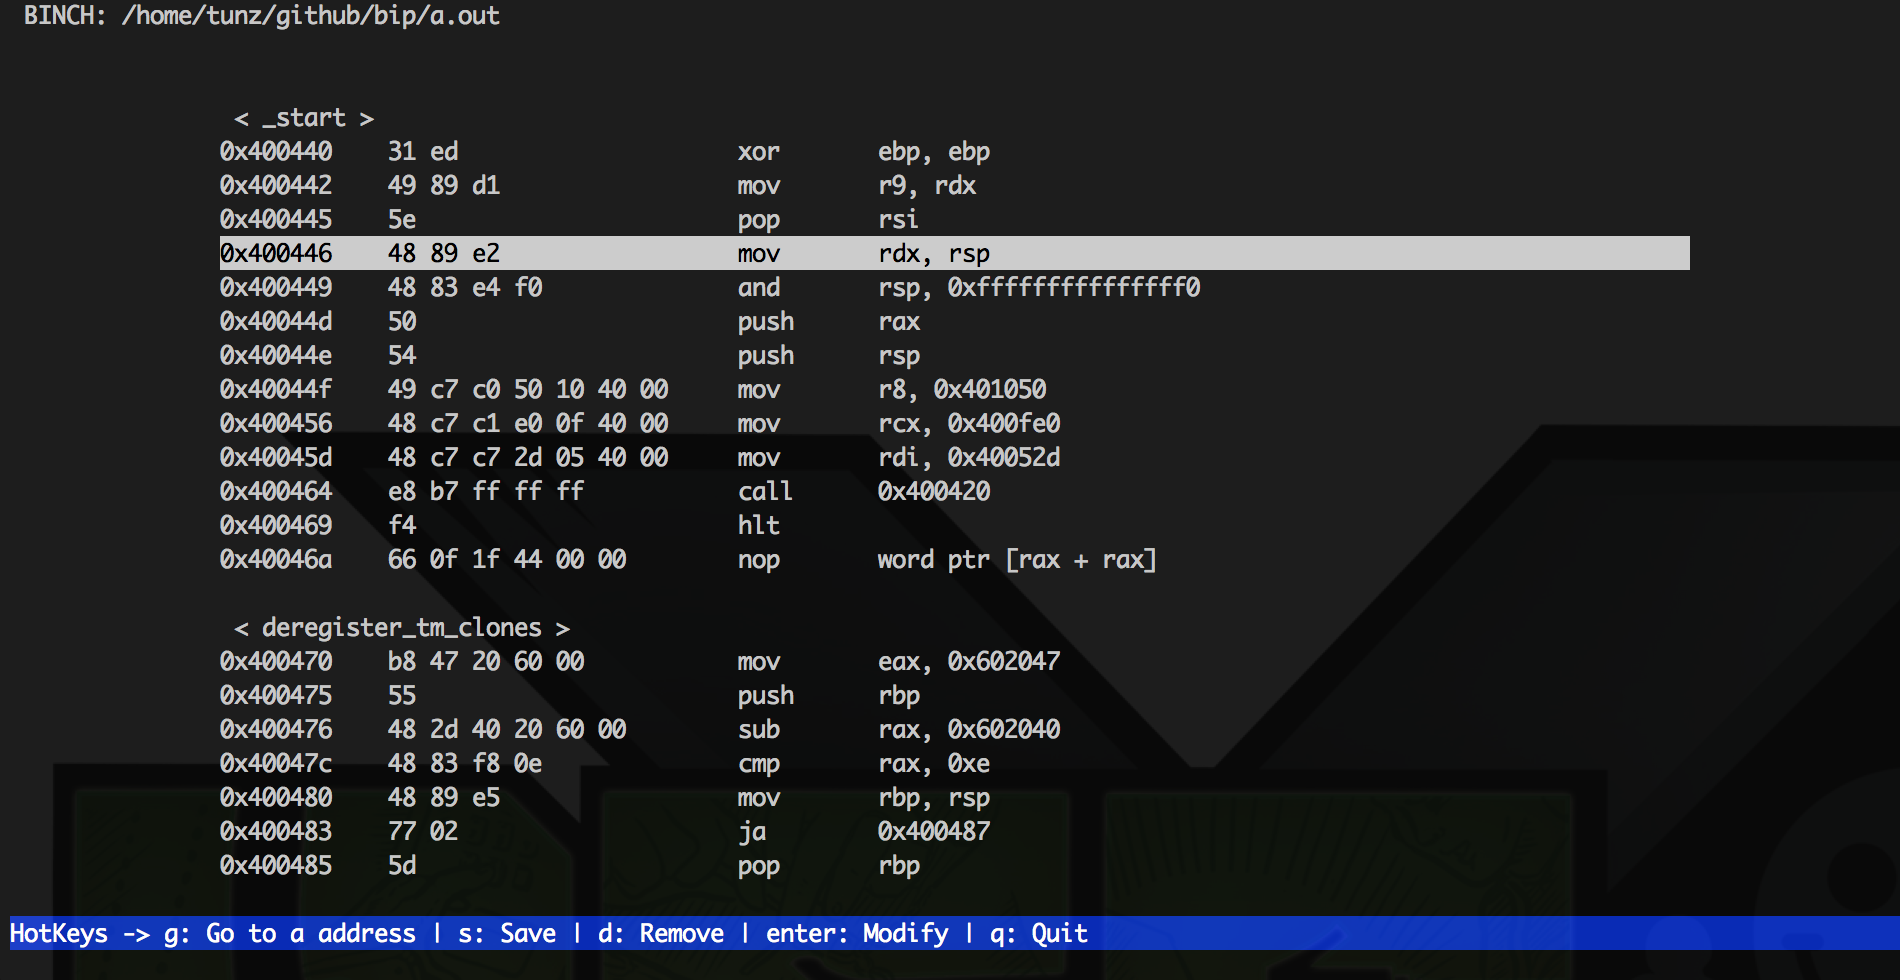 BINCH: /home/tunz/github/bip/a.out
< _start >
0x400440 31 ed xor ebp, ebp
0x400442 49 89 d1 mov r9, rdx
0x400445 5e pop rsi
0x400446 48 89 e2 mov rdx, rsp
0x400449 48 83 e4 f0 and rsp, 0xfffffffffffffff0
0x40044d 50 push rax
0x40044e 54 push rsp
0x40044f 49 c7 c0 50 10 40 00 mov r8, 0x401050
0x400456 48 c7 c1 e0 0f 40 00 mov rcx, 0x400fe0
0x40045d 48 c7 c7 2d 05 40 00 mov rdi, 0x40052d
0x400464 e8 b7 ff ff ff call 0x400420
0x400469 f4 hlt
0x40046a 66 0f 1f 44 00 00 nop word ptr [rax + rax]
< deregister_tm_clones >
0x400470 b8 47 20 60 00 mov eax, 0x602047
0x400475 55 push rbp
0x400476 48 2d 40 20 60 00 sub rax, 0x602040
0x40047c 48 83 f8 0e cmp rax, 0xe
0x400480 48 89 e5 mov rbp, rsp
0x400483 77 02 ja 0x400487
0x400485 5d pop rbp
HotKeys -> g: Go to a address | s: Save | d: Remove | enter: Modify | q: Quit